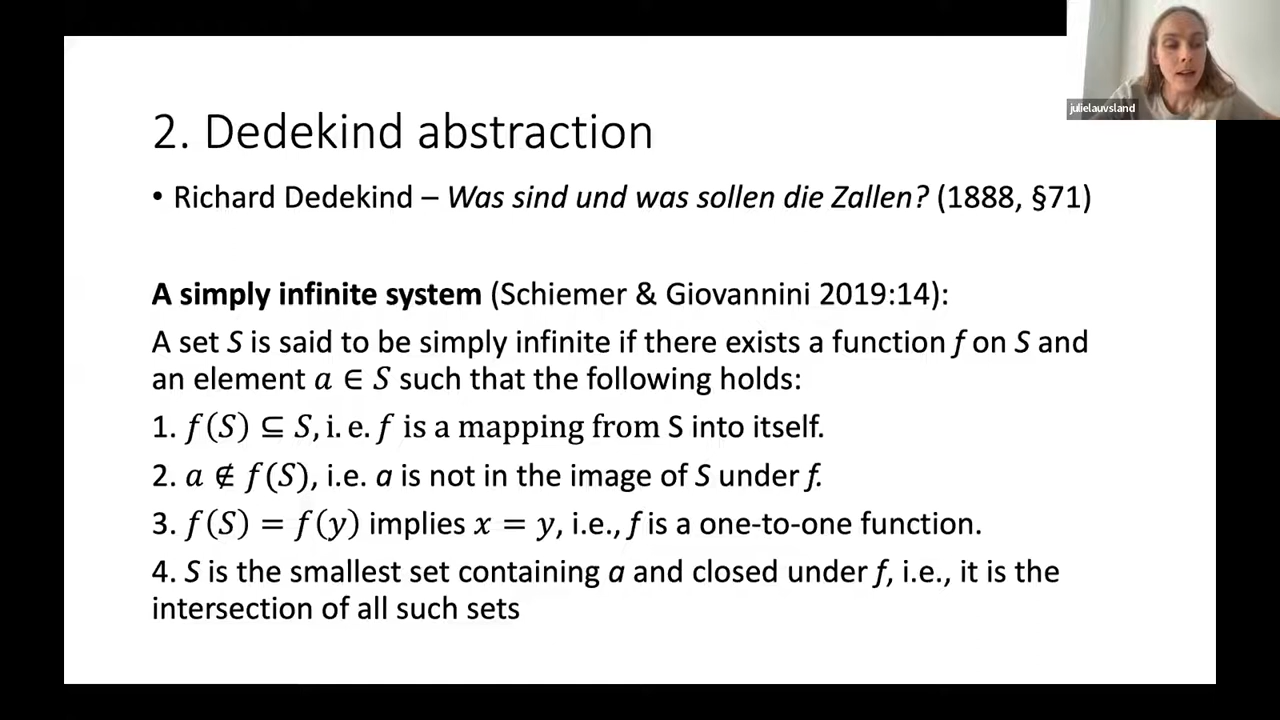 julielauvsland
2. Dedekind abstraction
• Richard Dedekind – Was sind und was sollen die Zallen? (1888, §71)
A simply infinite system (Schiemer & Giovannini 2019:14):
A set S is said to be simply infinite if there exists a function f on S and
an element a ∈ S such that the following holds:
1. f(S) ⊆ S, i. e. f is a mapping from S into itself.
2. a ∉ f(S), i.e. a is not in the image of S under f.
3. f(S) = f(y) implies x = y, i.e., f is a one-to-one function.
4. S is the smallest set containing a and closed under f, i.e., it is the
intersection of all such sets